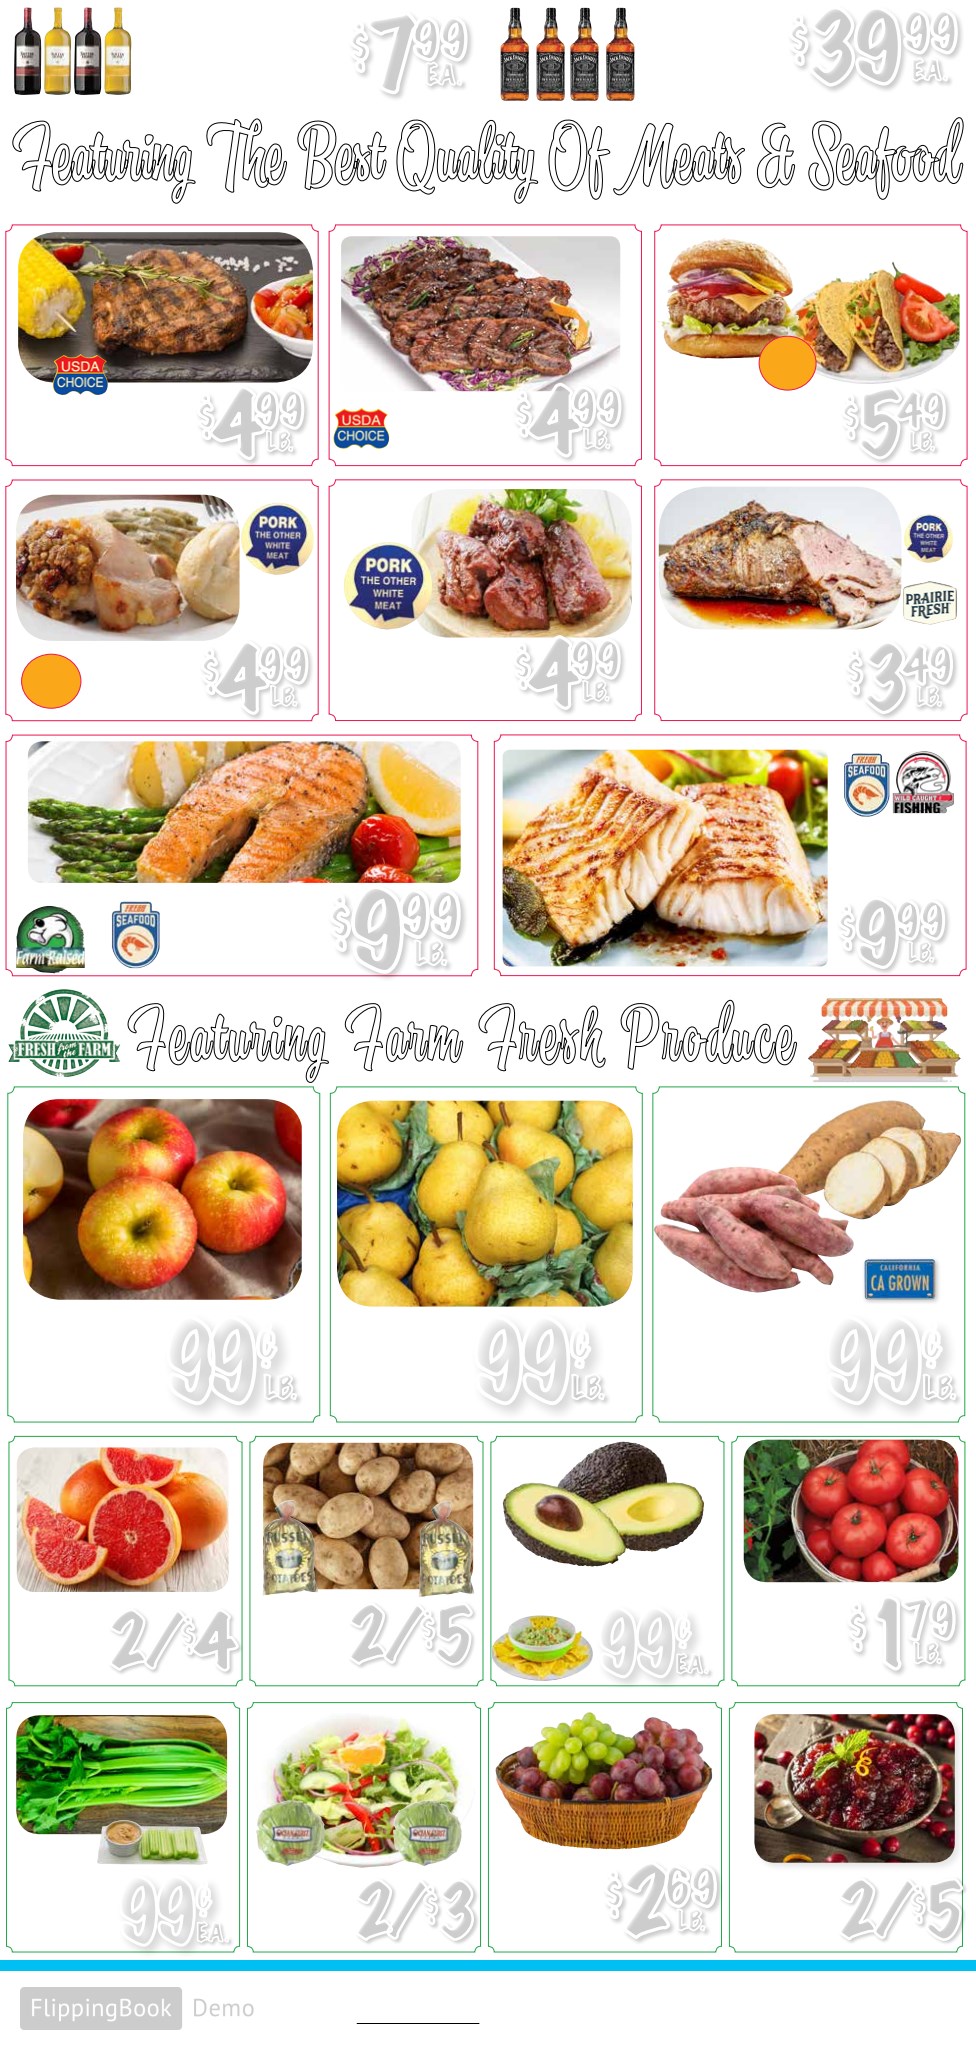 $7.99 EA.
$39.99 EA.
Featuring The Best Quality Of Meats & Seafood
USDA CHOICE
$4.99 LB.
USDA CHOICE
$4.99 LB.
$5.49 LB.
PORK
THE OTHER
WHITE
MEAT
$4.99 LB.
PORK
THE OTHER
WHITE
MEAT
$4.99 LB.
PORK
THE OTHER
WHITE
MEAT
PRAIRIE
FRESH
$3.49 LB.
Farm Raised
FRESH
SEAFOOD
$9.99 LB.
FRESH
SEAFOOD
WILD CAUGHT
FISHING
$9.99 LB.
FRESH from the FARM
Featuring Farm Fresh Produce
99¢ LB.
99¢ LB.
CALIFORNIA
CA GROWN
99¢ LB.
2/$4
RUSSET
POTATOES
2/$5
99¢ EA.
$1.79 LB.
99¢ EA.
2/$3
$2.69 LB.
2/$5
FlippingBook Demo